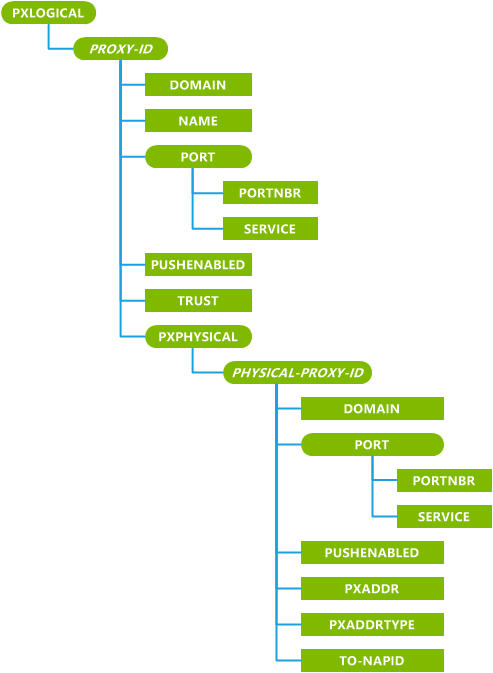 PXLOGICAL
PROXY-ID
DOMAIN
NAME
PORT
PORTNBR
SERVICE
PUSHENABLED
TRUST
PXPHYSICAL
PHYSICAL-PROXY-ID
DOMAIN
PORT
PORTNBR
SERVICE
PUSHENABLED
PXADDR
PXADDRTYPE
TO-NAPID